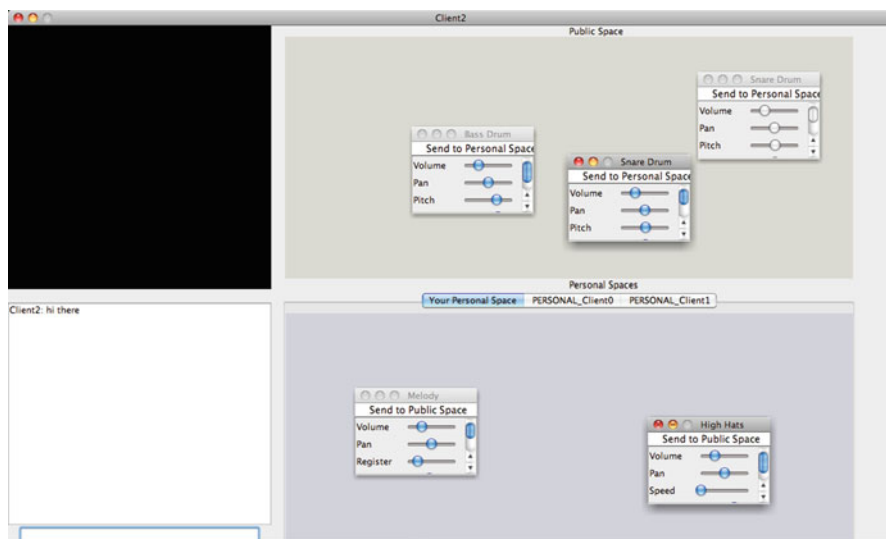 Client2
Public Space
Snare Drum
Send to Personal Space
Volume
Pan
Pitch
Bass Drum
Send to Personal Space
Volume
Pan
Pitch
Snare Drum
Send to Personal Space
Volume
Pan
Pitch
Personal Spaces
Your Personal Space PERSONAL_Client0 PERSONAL_Client1
Client2: hi there
Melody
Send to Public Space
Volume
Pan
Register
High Hats
Send to Public Space
Volume
Pan
Speed